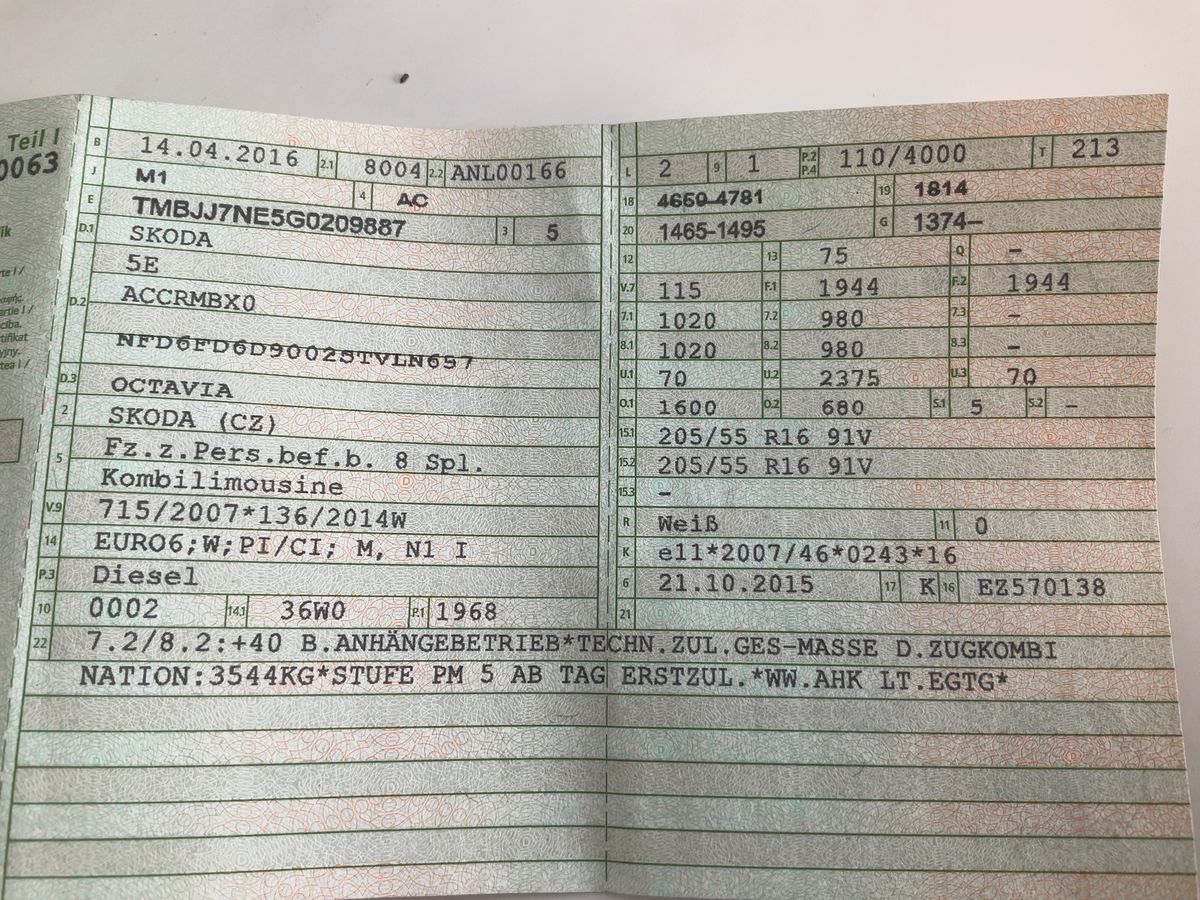 Teil I
0063
B 14.04.2016 2.1 8004 2.2 ANL00166
J M1 4 AC
E TMBJJ7NE5G0209887 3 5
D.1 SKODA
5E
D.2 ACCRMBX0
NFD6FD6D9002STVLN697
D.3 OCTAVIA
2 SKODA (CZ)
5 Fz.z.Pers.bef.b. 8 Spl.
Kombilimousine
V.9 715/2007*136/2014W
14 EURO6;W;PI/CI; M, N1 I
P.3 Diesel
10 0002 14.1 36W0 P.1 1968
L 2 9 1 P.2 P.4 110/4000 T 213
18 4659-4781 19 1814
20 1465-1495 G 1374-
12 13 75 Q -
V.7 115 F.1 1944 F.2 1944
7.1 1020 7.2 980 7.3 -
8.1 1020 8.2 980 8.3 -
U.1 70 U.2 2375 U.3 70
O.1 1600 O.2 680 S.1 5 S.2 -
15.1 205/55 R16 91V
15.2 205/55 R16 91V
15.3 -
R Weiß 11 0
K e11*2007/46*0243*16
6 21.10.2015 17 K 16 EZ570138
21
22 7.2/8.2:+40 B.ANHÄNGEBETRIEB*TECHN.ZUL.GES-MASSE D.ZUGKOMBI
NATION:3544KG*STUFE PM 5 AB TAG ERSTZUL.*WW.AHK LT.EGTG*